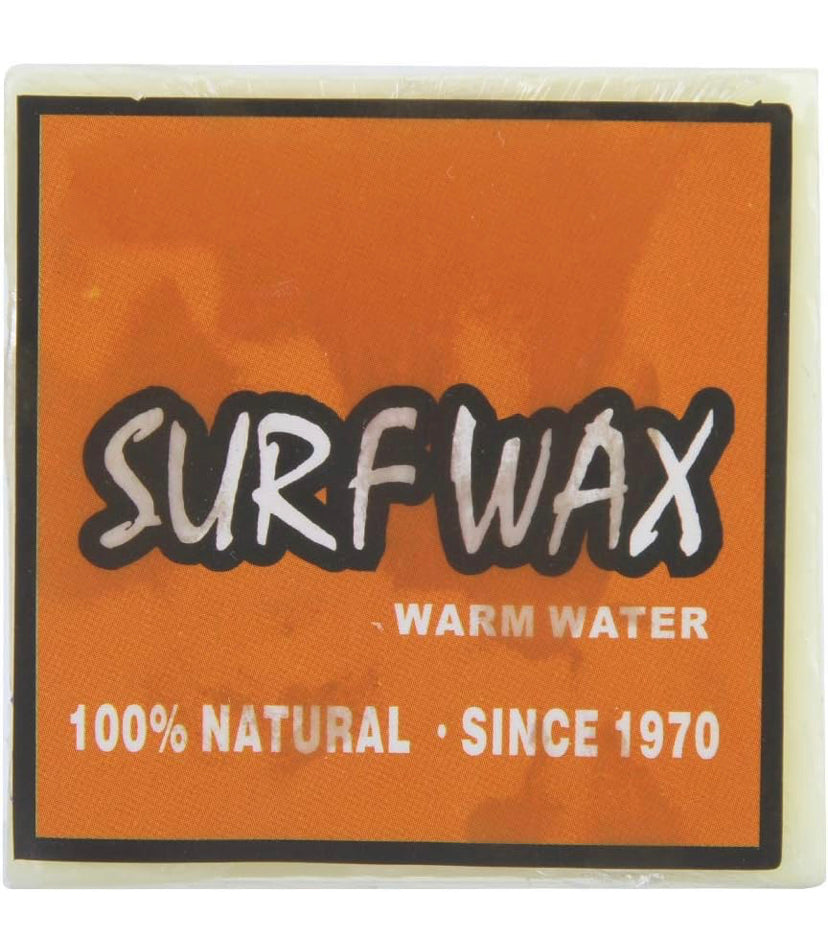 SURF WAX
WARM WATER
100% NATURAL · SINCE 1970